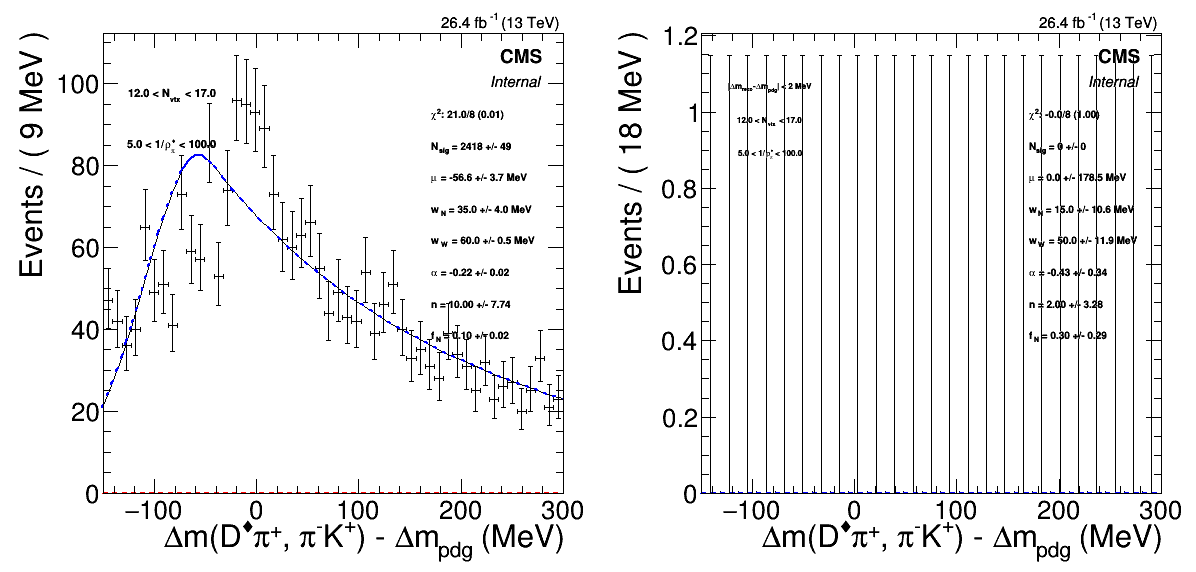 26.4 fb⁻¹ (13 TeV)
Events / ( 9 MeV )
CMS
Internal
12.0 < N_vtx < 17.0
5.0 < 1/ρ < 100.0
χ²: 21.0/8 (0.01)
N_sig = 2418 +/- 49
μ = -56.6 +/- 3.7 MeV
w_N = 35.0 +/- 4.0 MeV
w_W = 60.0 +/- 0.5 MeV
α = -0.22 +/- 0.02
n = 10.00 +/- 7.74
f_N = 0.10 +/- 0.02
100
80
60
40
20
0
−100 0 100 200 300
Δm(D♦π⁺, π⁻K⁺) - Δm_pdg (MeV)
26.4 fb⁻¹ (13 TeV)
Events / ( 18 MeV )
CMS
Internal
|Δm_reco-Δm_pdg| < 2 MeV
12.0 < N_vtx < 17.0
5.0 < 1/ρ < 100.0
χ²: -0.0/8 (1.00)
N_sig = 0 +/- 0
μ = 0.0 +/- 178.5 MeV
w_N = 15.0 +/- 10.6 MeV
w_W = 50.0 +/- 11.9 MeV
α = -0.43 +/- 0.34
n = 2.00 +/- 3.28
f_N = 0.30 +/- 0.29
1.2
1
0.8
0.6
0.4
0.2
0
−100 0 100 200 300
Δm(D♦π⁺, π⁻K⁺) - Δm_pdg (MeV)